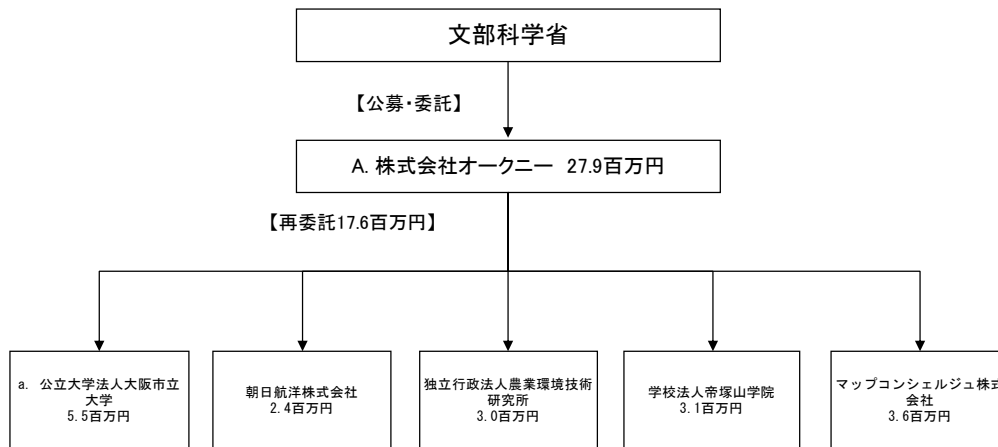 文部科学省
【公募・委託】
A. 株式会社オークニー 27.9百万円
【再委託17.6百万円】
a. 公立大学法人大阪市立
大学
5.5百万円
朝日航洋株式会社
2.4百万円
独立行政法人農業環境技術
研究所
3.0百万円
学校法人帝塚山学院
3.1百万円
マップコンシェルジュ株式
会社
3.6百万円